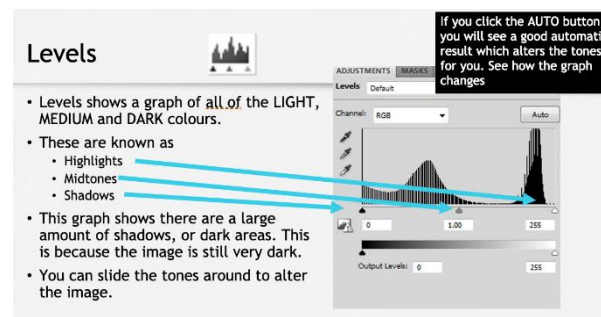 If you click the AUTO button
you will see a good automati
result which alters the tones
for you. See how the graph
changes
Levels
• Levels shows a graph of all of the LIGHT,
MEDIUM and DARK colours.
• These are known as
• Highlights
• Midtones
• Shadows
• This graph shows there are a large
amount of shadows, or dark areas. This
is because the image is still very dark.
• You can slide the tones around to alter
the image.
ADJUSTMENTS MASKS
Levels Default
Channel: RGB Auto
0 1.00 255
Output Levels: 0 255